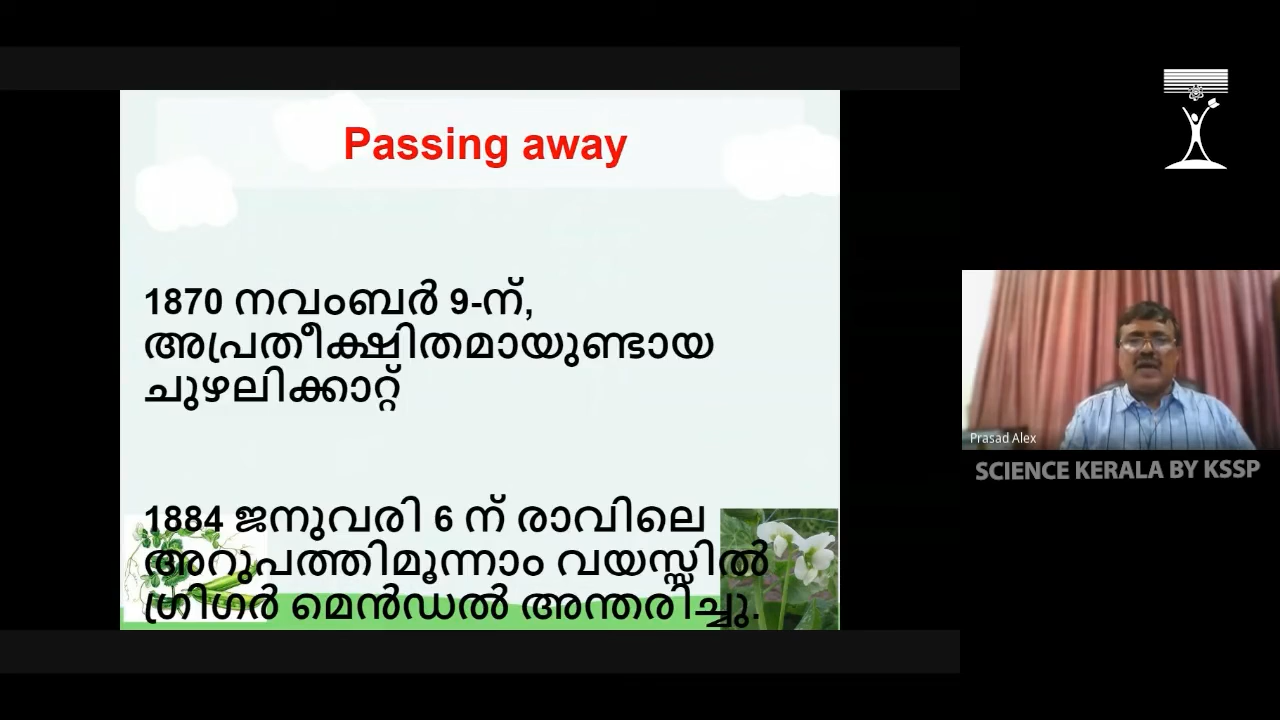 Passing away
1870 നവംബർ 9-ന്,
അപ്രതീക്ഷിതമായുണ്ടായ
ചുഴലിക്കാറ്റ്
1884 ജനുവരി 6 ന് രാവിലെ
അറുപത്തിമൂന്നാം വയസ്സിൽ
ഗ്രിഗർ മെൻഡൽ അന്തരിച്ചു.
Prasad Alex
SCIENCE KERALA BY KSSP